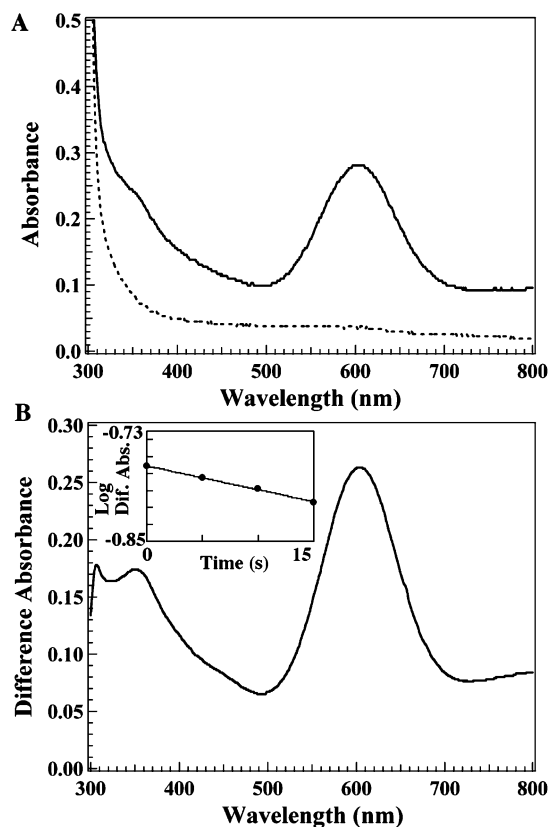 A
0.5
0.4
0.3
0.2
0.1
0.0
Absorbance
300 400 500 600 700 800
Wavelength (nm)
B
0.30
0.25
0.20
0.15
0.10
0.05
0.00
Difference Absorbance
-0.73
-0.85
Log
Dif. Abs.
0 15
Time (s)
300 400 500 600 700 800
Wavelength (nm)